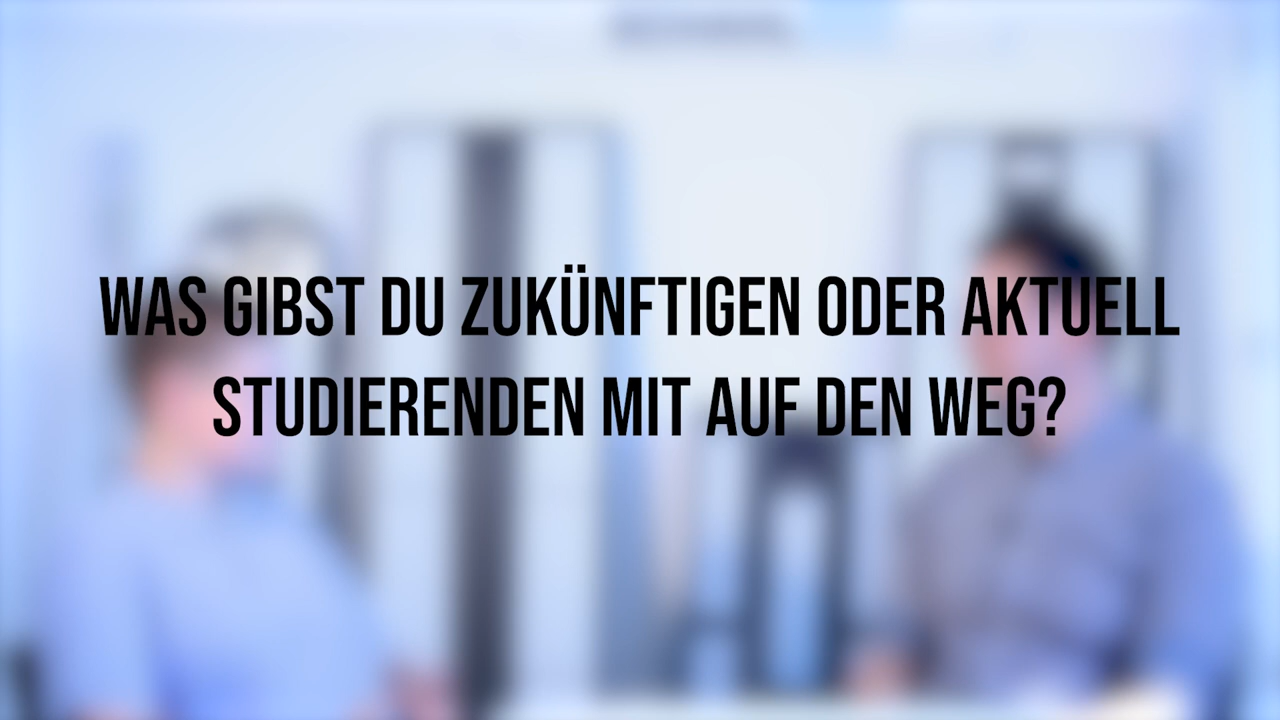 WAS GIBST DU ZUKÜNFTIGEN ODER AKTUELL
STUDIERENDEN MIT AUF DEN WEG?